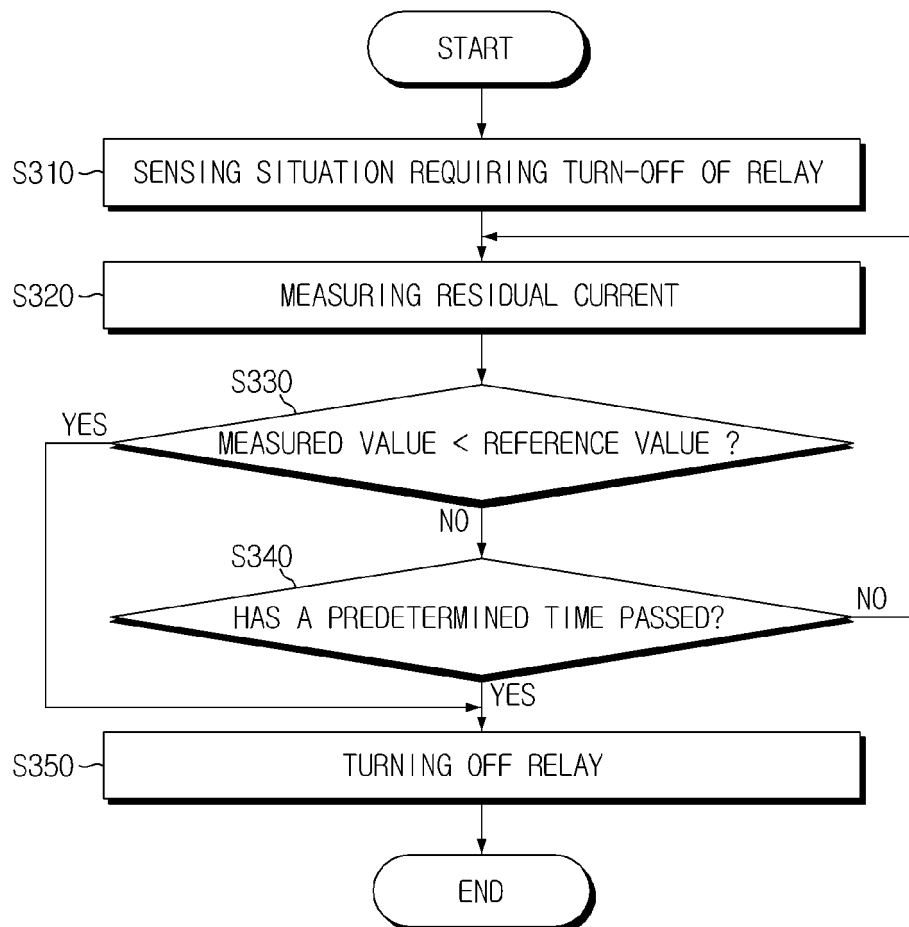 START
S310
SENSING SITUATION REQUIRING TURN-OFF OF RELAY
S320
MEASURING RESIDUAL CURRENT
S330
YES
MEASURED VALUE < REFERENCE VALUE ?
NO
S340
HAS A PREDETERMINED TIME PASSED?
NO
YES
S350
TURNING OFF RELAY
END